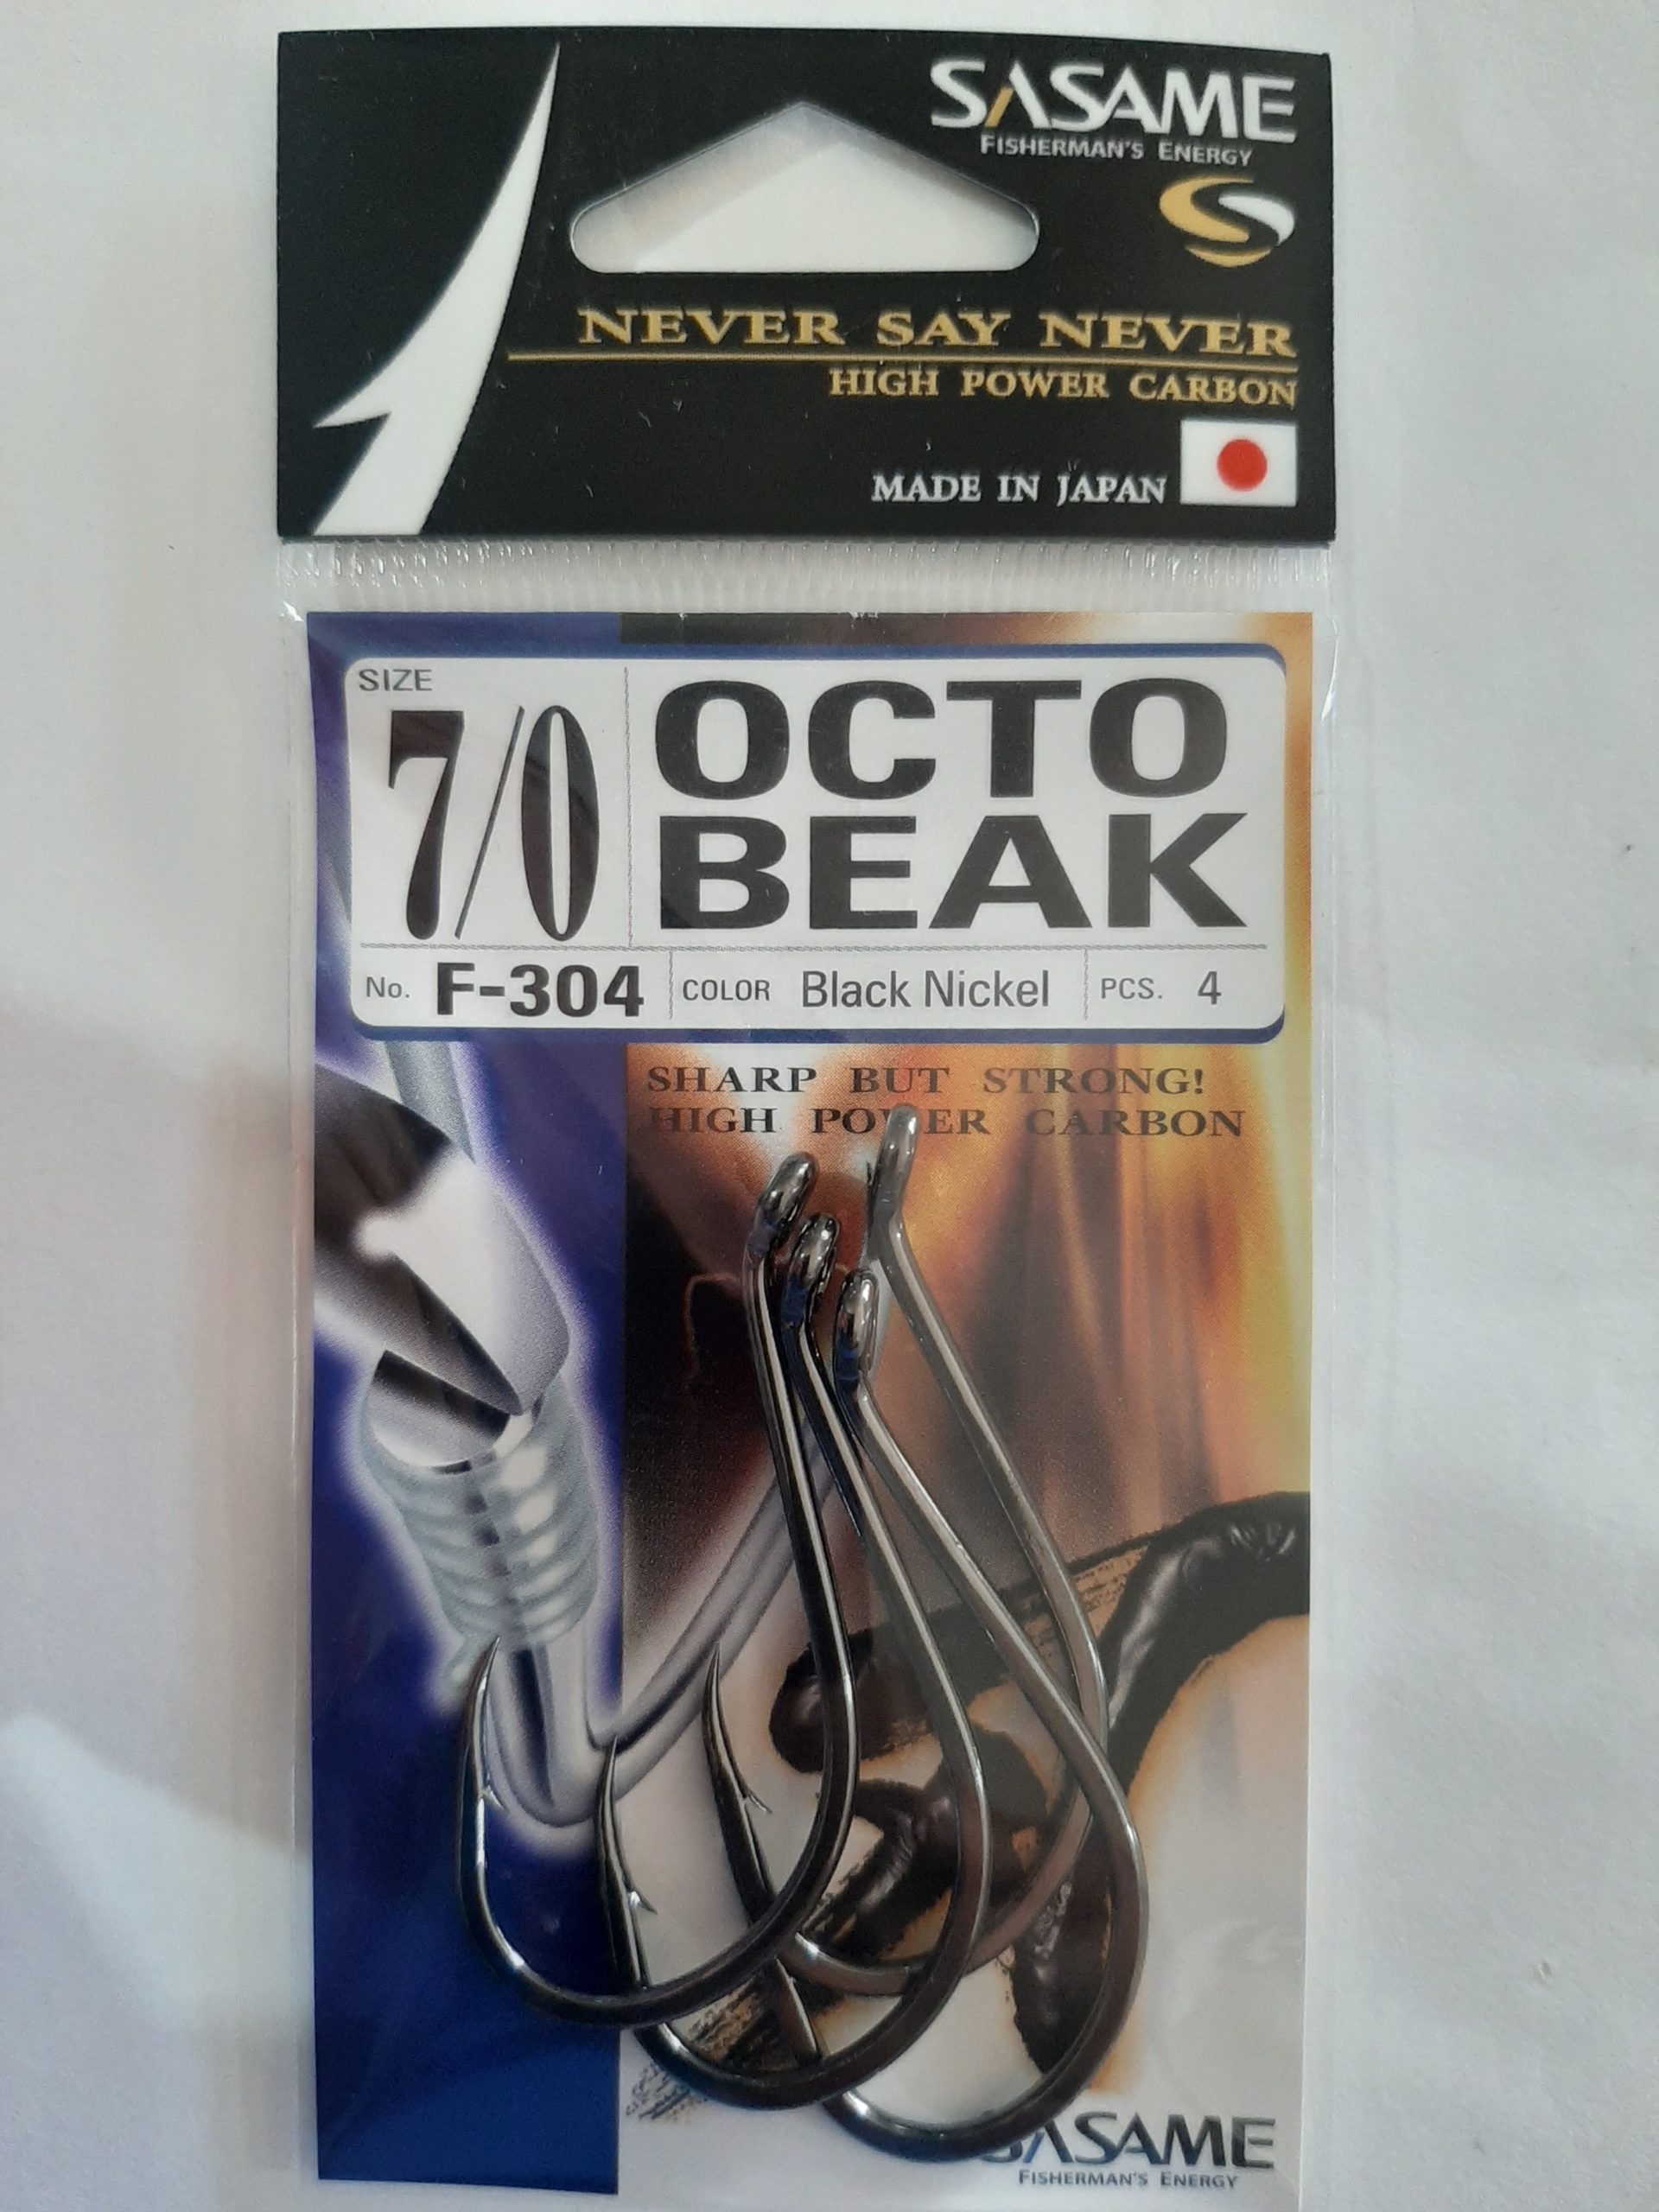 SASAME
FISHERMAN'S ENERGY
NEVER SAY NEVER
HIGH POWER CARBON
MADE IN JAPAN
SIZE
7/0
OCTO
BEAK
No. F-304
COLOR Black Nickel
PCS. 4
SHARP BUT STRONG!
HIGH POWER CARBON
SASAME
FISHERMAN'S ENERGY